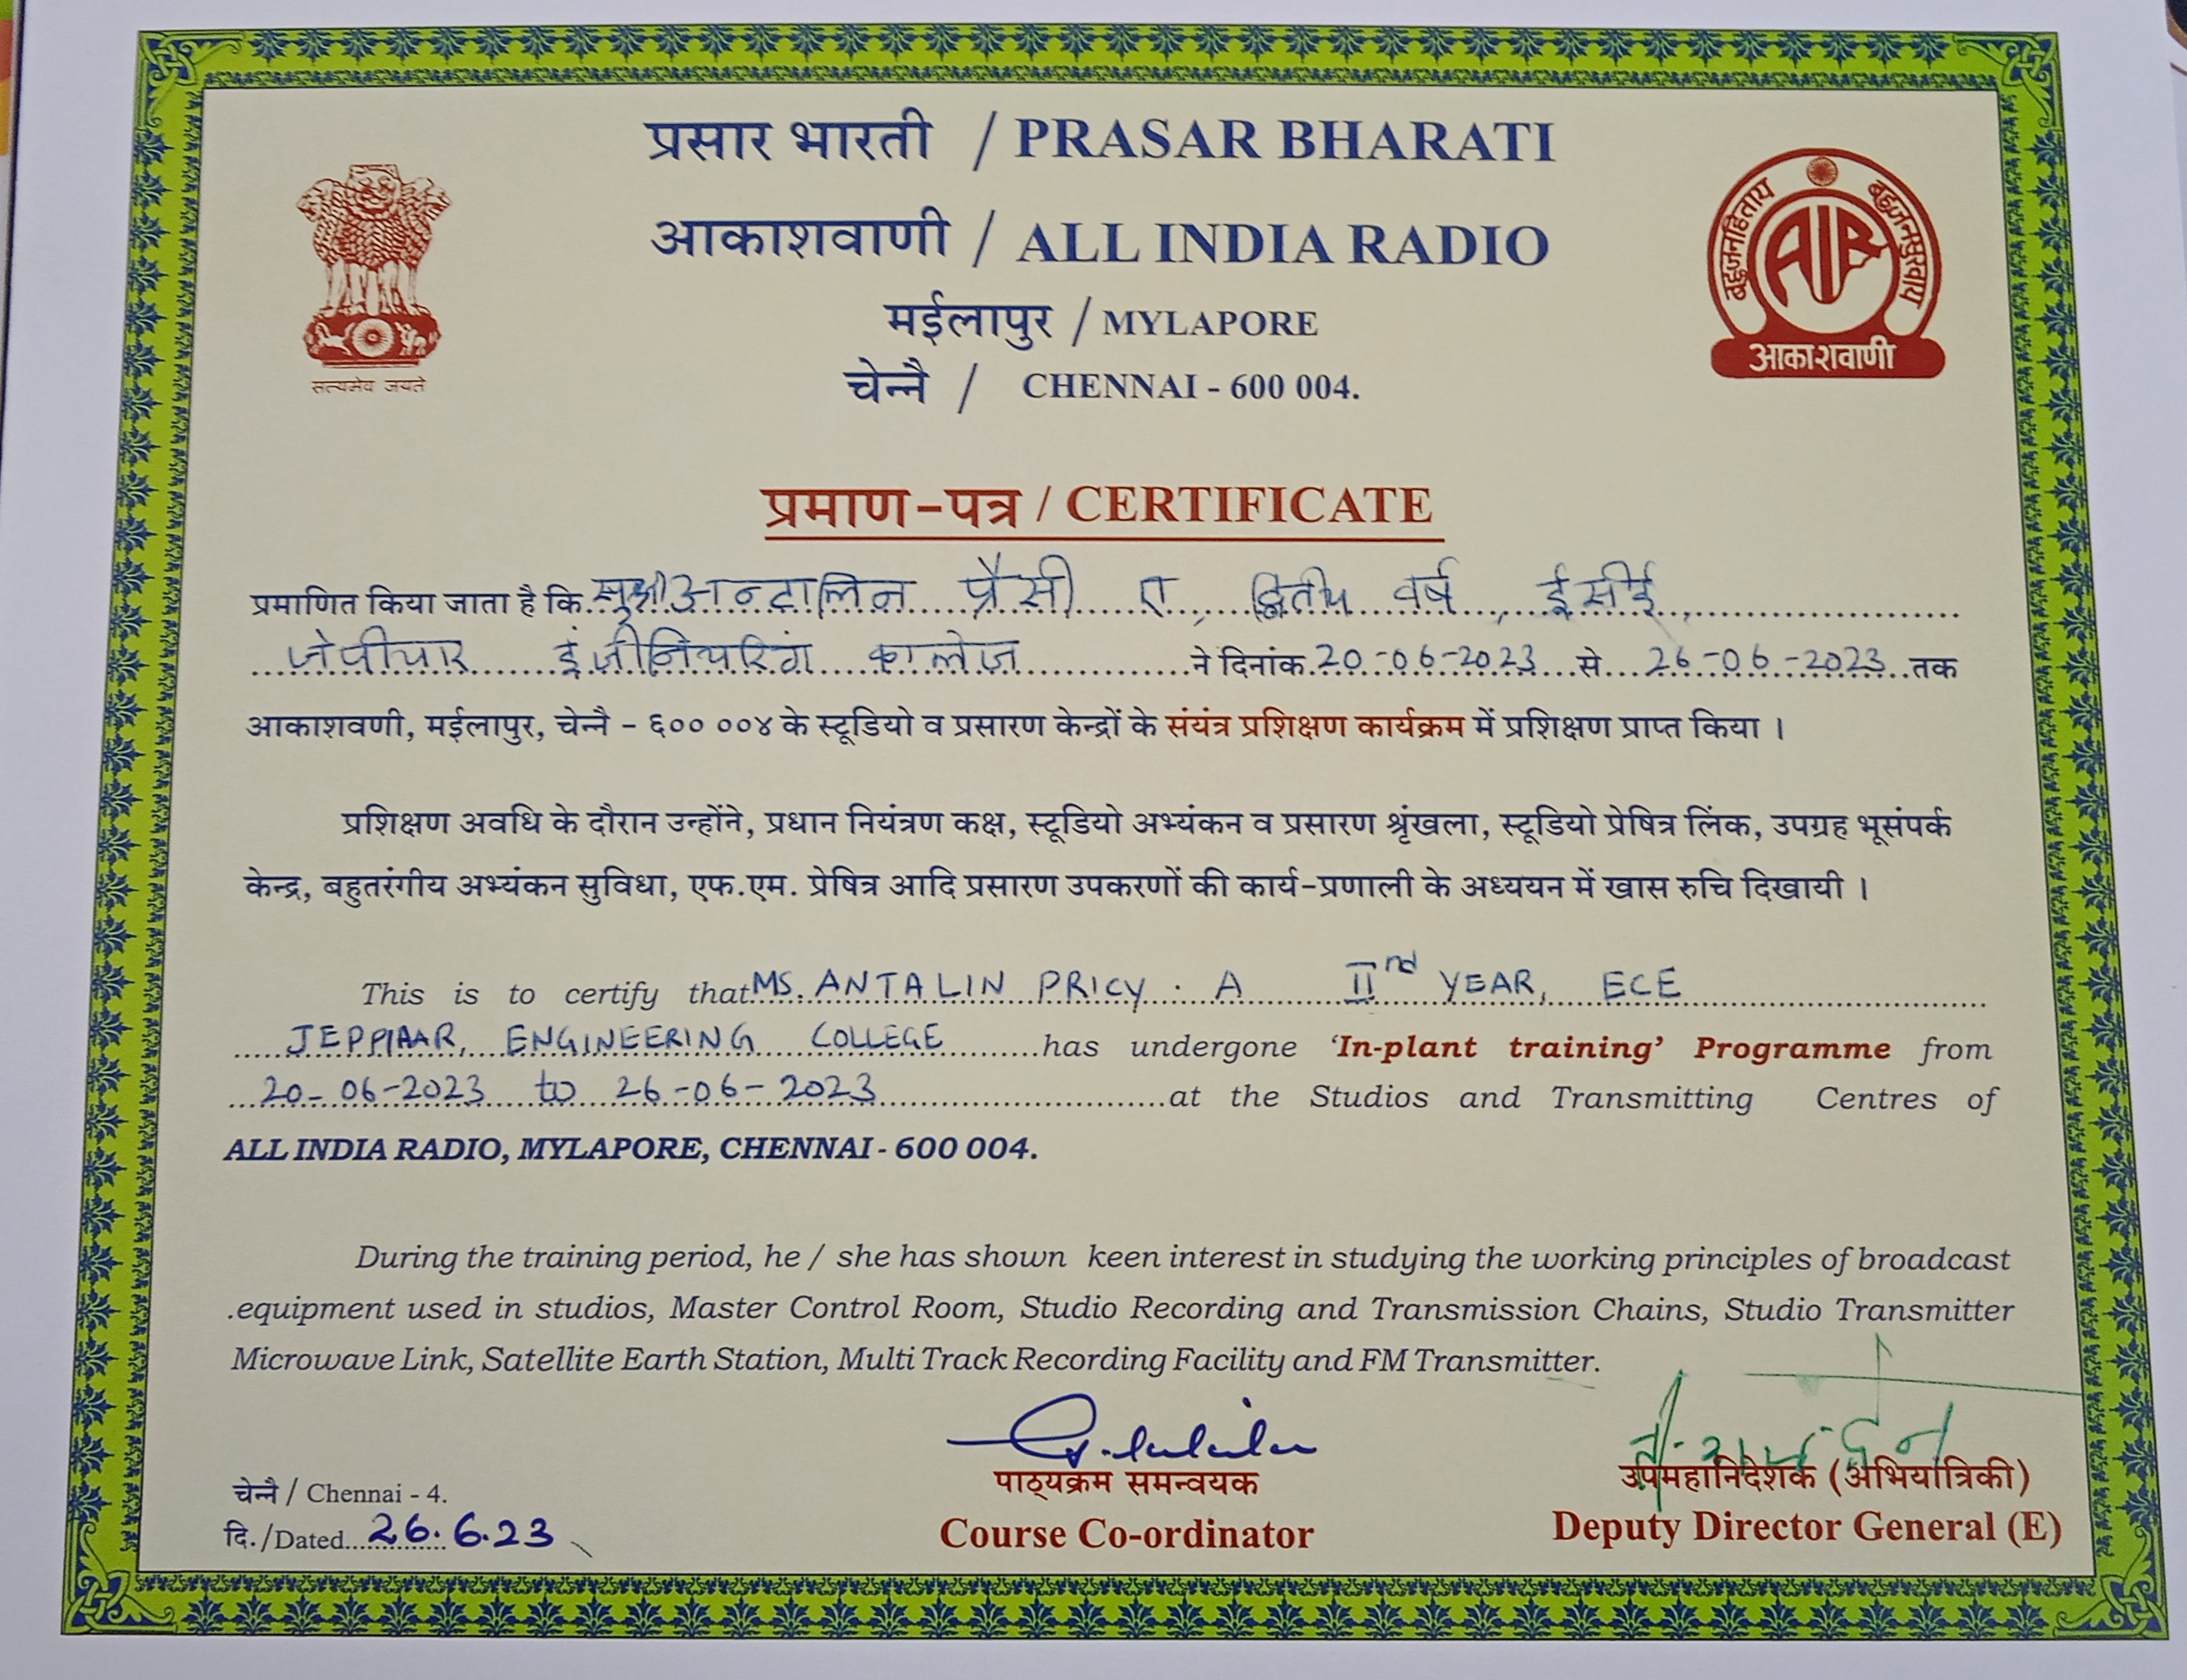 प्रसार भारती / PRASAR BHARATI
आकाशवाणी / ALL INDIA RADIO
मईलापुर / MYLAPORE
चेन्नै / CHENNAI - 600 004.
सत्यमेव जयते
बहुजनहिताय बहुजनसुखाय
AIR
आकाशवाणी
प्रमाण-पत्र / CERTIFICATE
प्रमाणित किया जाता है कि सुश्री अन्टालिन प्रैसी ए, द्वितीय वर्ष, ईसीई,
जेपीयार इंजीनियरिंग कालेज ने दिनांक 20-06-2023 से 26-06-2023 तक
आकाशवणी, मईलापुर, चेन्नै - ६०० ००४ के स्टूडियो व प्रसारण केन्द्रों के संयंत्र प्रशिक्षण कार्यक्रम में प्रशिक्षण प्राप्त किया ।
प्रशिक्षण अवधि के दौरान उन्होंने, प्रधान नियंत्रण कक्ष, स्टूडियो अभ्यंकन व प्रसारण श्रृंखला, स्टूडियो प्रेषित्र लिंक, उपग्रह भूसंपर्क
केन्द्र, बहुतरंगीय अभ्यंकन सुविधा, एफ.एम. प्रेषित्र आदि प्रसारण उपकरणों की कार्य-प्रणाली के अध्ययन में खास रुचि दिखायी ।
This is to certify that MS. ANTALIN PRICY . A IInd YEAR, ECE
JEPPIAAR, ENGINEERING COLLEGE has undergone 'In-plant training' Programme from
20-06-2023 to 26-06-2023 at the Studios and Transmitting Centres of
ALL INDIA RADIO, MYLAPORE, CHENNAI - 600 004.
During the training period, he / she has shown keen interest in studying the working principles of broadcast
.equipment used in studios, Master Control Room, Studio Recording and Transmission Chains, Studio Transmitter
Microwave Link, Satellite Earth Station, Multi Track Recording Facility and FM Transmitter.
चेन्नै / Chennai - 4.
दि./Dated 26.6.23
पाठ्यक्रम समन्वयक
Course Co-ordinator
उपमहानिदेशक (अभियांत्रिकी)
Deputy Director General (E)